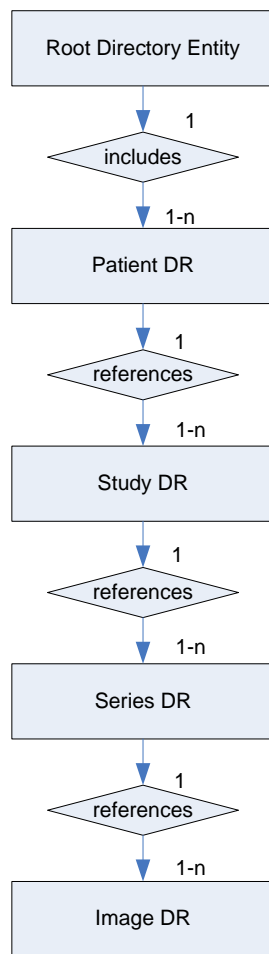 Root Directory Entity
1
includes
1-n
Patient DR
1
references
1-n
Study DR
1
references
1-n
Series DR
1
references
1-n
Image DR